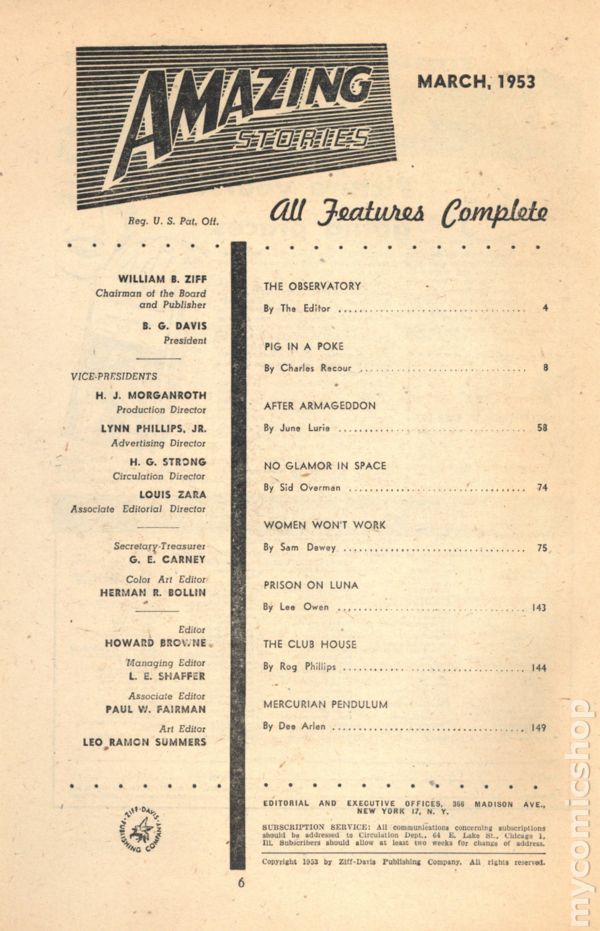 AMAZING
STORIES
MARCH, 1953
Reg. U. S. Pat. Off.
All Features Complete
WILLIAM B. ZIFF
Chairman of the Board
and Publisher
B. G. DAVIS
President
VICE-PRESIDENTS
H. J. MORGANROTH
Production Director
LYNN PHILLIPS, JR.
Advertising Director
H. G. STRONG
Circulation Director
LOUIS ZARA
Associate Editorial Director
Secretary-Treasurer
G. E. CARNEY
Color Art Editor
HERMAN R. BOLLIN
Editor
HOWARD BROWNE
Managing Editor
L. E. SHAFFER
Associate Editor
PAUL W. FAIRMAN
Art Editor
LEO RAMON SUMMERS
ZIFF-DAVIS PUBLISHING COMPANY
THE OBSERVATORY
By The Editor 4
PIG IN A POKE
By Charles Recour 8
AFTER ARMAGEDDON
By June Lurie 58
NO GLAMOR IN SPACE
By Sid Overman 74
WOMEN WON'T WORK
By Sam Dewey 75
PRISON ON LUNA
By Lee Owen 143
THE CLUB HOUSE
By Rog Phillips 144
MERCURIAN PENDULUM
By Dee Arlen 149
EDITORIAL AND EXECUTIVE OFFICES, 366 MADISON AVE.,
NEW YORK 17, N. Y.
SUBSCRIPTION SERVICE: All communications concerning subscriptions
should be addressed to Circulation Dept., 64 E. Lake St., Chicago 1,
Ill. Subscribers should allow at least two weeks for change of address.
Copyright 1953 by Ziff-Davis Publishing Company. All rights reserved.
6
mycomicshop